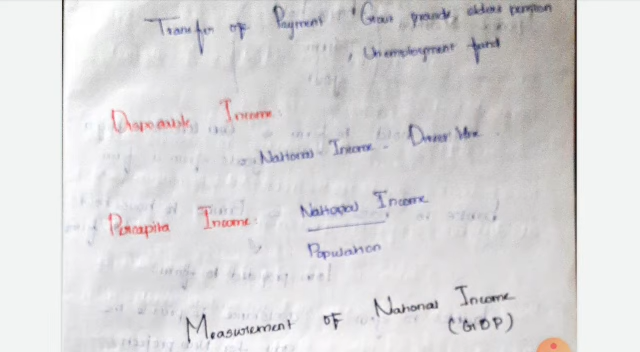 Transfer of Payment : Govt provide, elders pension
, Unemployment fund
Disposable Income:
National Income - Direct Tax
Percapita Income: National Income
Population
Measurement of National Income
(GDP)